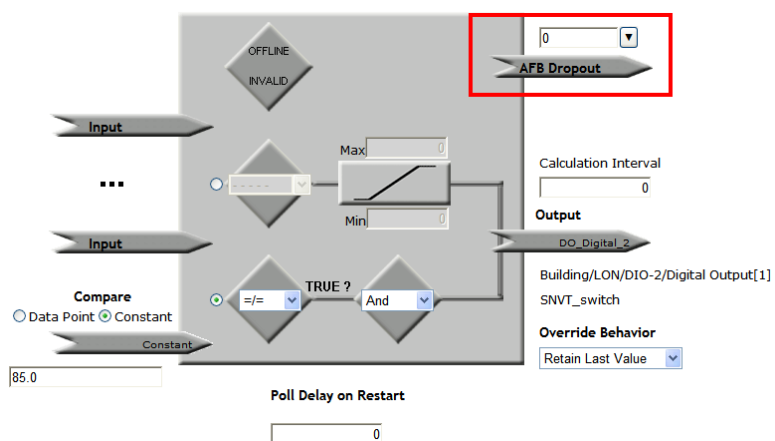 OFFLINE
INVALID
0
AFB Dropout
Input
Max 0
- - - - -
Min 0
Calculation Interval
0
Output
DO_Digital_2
Building/LON/DIO-2/Digital Output[1]
SNVT_switch
...
Input
=/=
TRUE ?
And
Compare
Data Point Constant
Constant
85.0
Override Behavior
Retain Last Value
Poll Delay on Restart
0